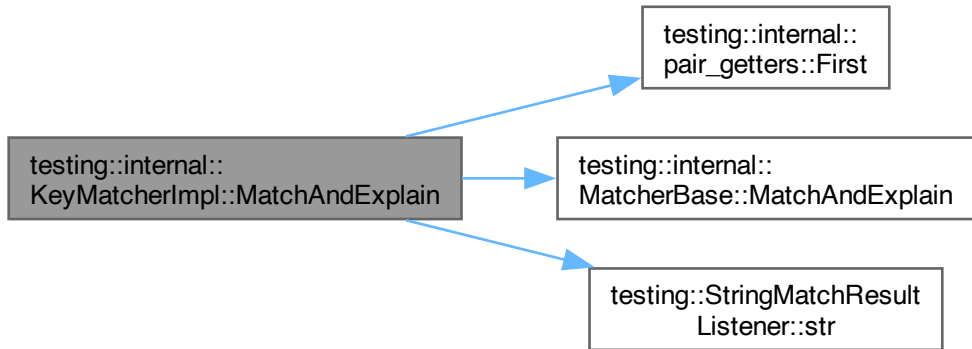 testing::internal::
KeyMatcherImpl::MatchAndExplain
testing::internal::
pair_getters::First
testing::internal::
MatcherBase::MatchAndExplain
testing::StringMatchResult
Listener::str